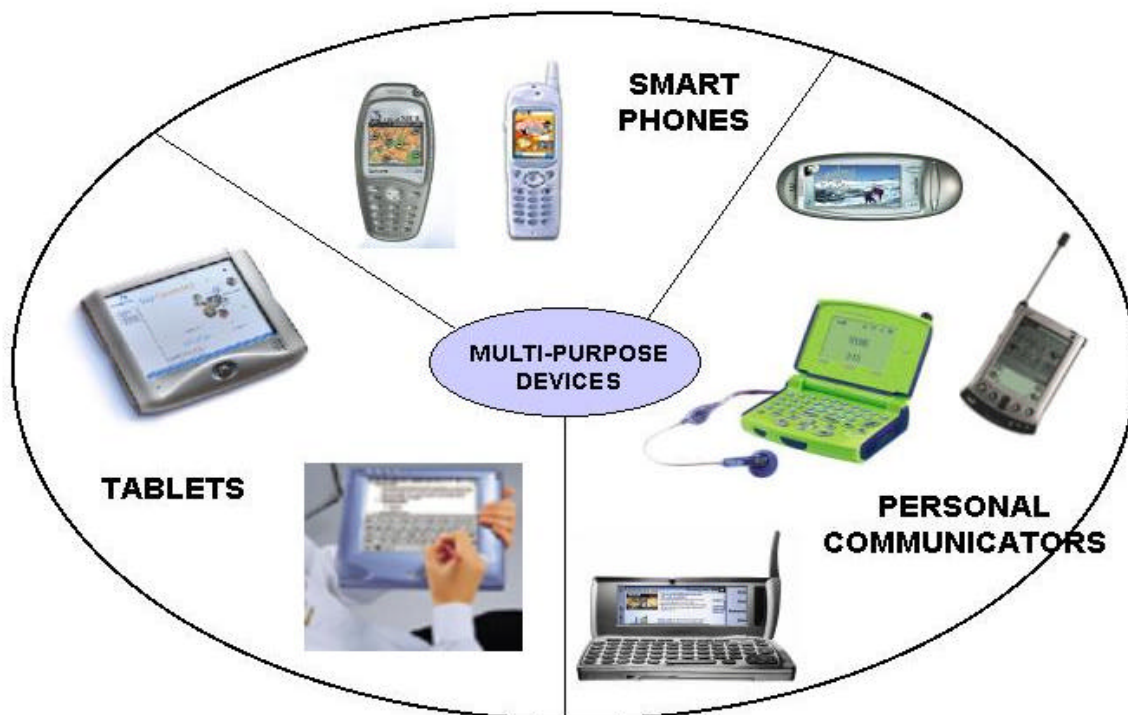 SMART
PHONES
MULTI-PURPOSE
DEVICES
TABLETS
PERSONAL
COMMUNICATORS